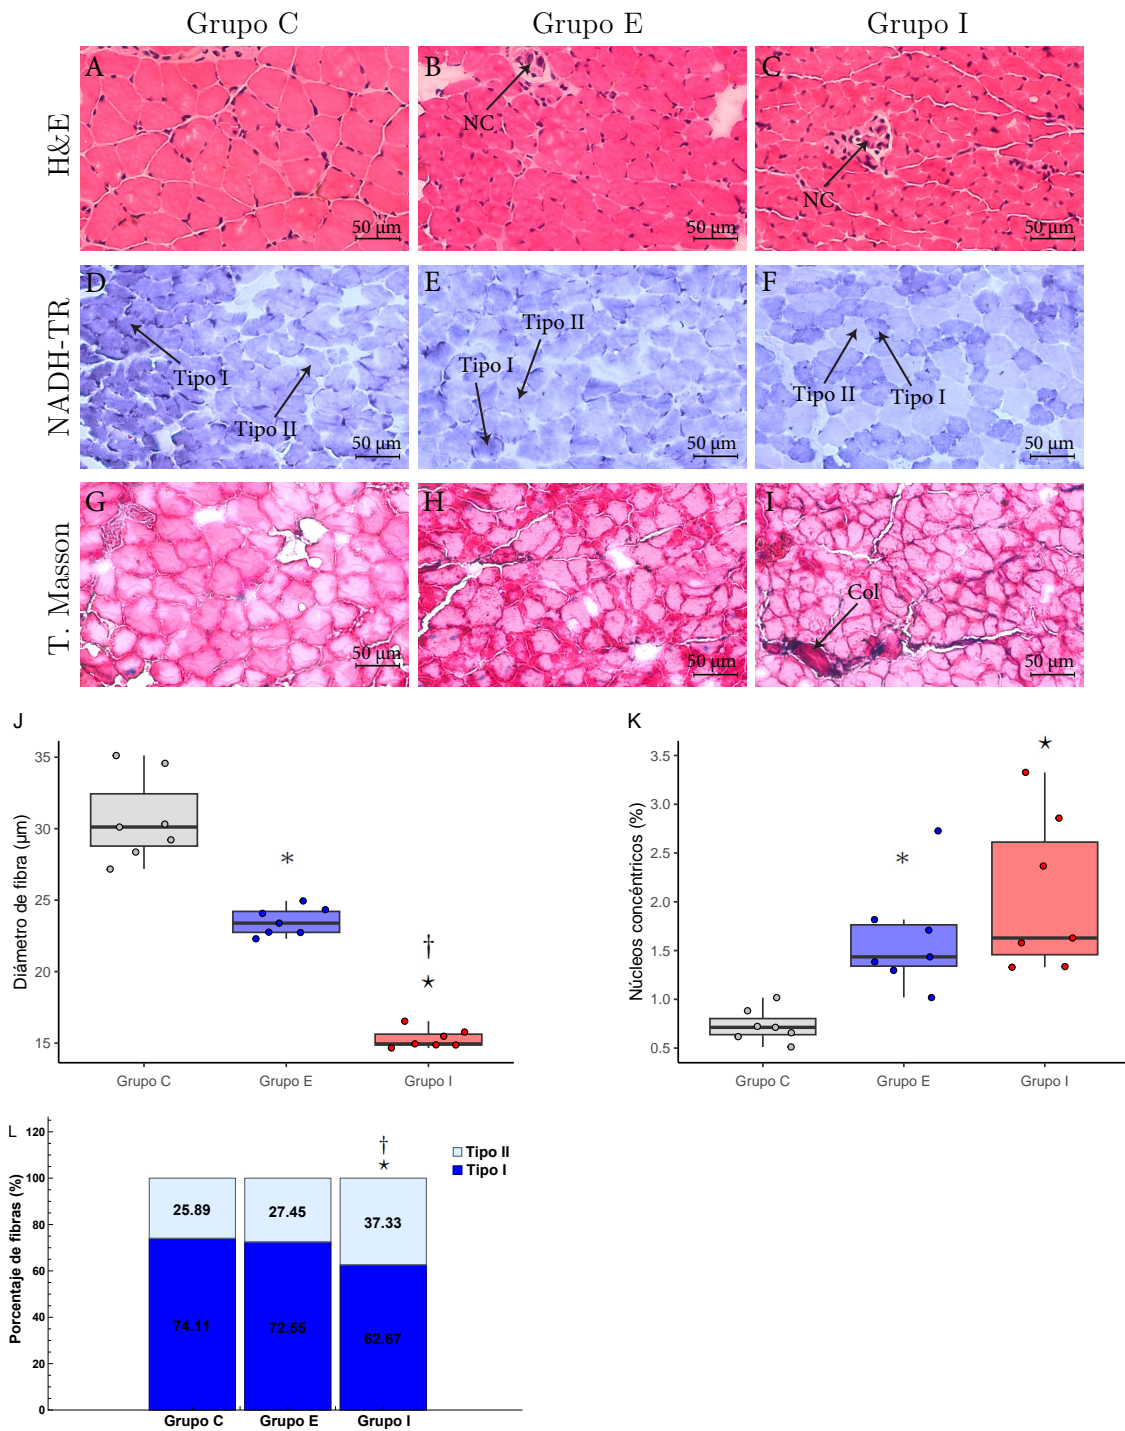 Grupo C Grupo E Grupo I
H&E
A
50 µm
B
NC
50 µm
C
NC
50 µm
NADH-TR
D
Tipo I
Tipo II
50 µm
E
Tipo II
Tipo I
50 µm
F
Tipo II
Tipo I
50 µm
T. Masson
G
50 µm
H
50 µm
I
Col
50 µm
J
Diámetro de fibra (µm)
35
30
25
20
15
*
†
★
Grupo C Grupo E Grupo I
K
Núcleos concéntricos (%)
3.5
3.0
2.5
2.0
1.5
1.0
0.5
*
★
Grupo C Grupo E Grupo I
L
Porcentaje de fibras (%)
120
100
80
60
40
20
0
†
★
Tipo II
Tipo I
25.89 27.45 37.33
74.11 72.55 62.67
Grupo C Grupo E Grupo I